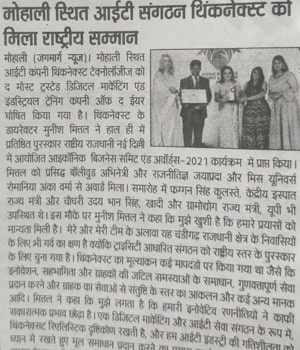 मोहाली स्थित आईटी संगठन थिंकनेक्स्ट को
मिला राष्ट्रीय सम्मान
मोहाली (जगमार्ग न्यूज)। मोहाली स्थित
आईटी कंपनी थिंकनेक्स्ट टेक्नोलॉजीज को
द मोस्ट ट्रस्टेड डिजिटल मार्केटिंग एंड
इंडस्ट्रियल ट्रेनिंग कंपनी ऑफ द ईयर
घोषित किया गया है। थिंकनेक्स्ट के
डायरेक्टर मुनीश मित्तल ने हाल ही में
प्रतिष्ठित पुरस्कार राष्ट्रीय राजधानी नई दिल्ली
में आयोजित आइकॉनिक बिजनेस समिट एंड अवॉर्ड्स-2021 कार्यक्रम में प्राप्त किया।
मित्तल को प्रसिद्ध बॉलीवुड अभिनेत्री और राजनीतिज्ञ जयाप्रदा और मिस यूनिवर्स
रोमानिया अंका वर्मा से अवार्ड मिला। समारोह में फग्गन सिंह कुलस्ते, केंद्रीय इस्पात
राज्य मंत्री और चौधरी उदय भान सिंह, खादी और ग्रामोद्योग राज्य मंत्री, यूपी भी
उपस्थित थे। इस मौके पर मुनीश मित्तल ने कहा कि मुझे खुशी है कि हमारे प्रयासों को
मान्यता मिली है। मेरे और मेरी टीम के अलावा यह चंडीगढ़ राजधानी क्षेत्र के निवासियों
के लिए भी गर्व का क्षण है क्योंकि ट्राइसिटी आधारित संगठन को राष्ट्रीय स्तर के पुरस्कार
के लिए चुना गया है। थिंकनेक्स्ट का मूल्यांकन कई मापदंडों पर किया गया था जैसे कि
इनोवेशन, सहभागिता और ग्राहकों की जटिल समस्याओं के समाधान, गुणवत्तापूर्ण सेवा
प्रदान करने और ग्राहक का सेवाओं से संतुष्टि के स्तर का आकलन और कई अन्य मानक
आदि। मित्तल ने कहा कि मुझे लगता है कि हमारी इनोवेटिव रणनीतियों ने काफी
सकारात्मक प्रभाव छोड़ा है। एक डिजिटल मार्केटिंग और आईटी सेवा संगठन के रूप में,
थिंकनेक्स्ट रियलिस्टिक दृष्टिकोण रखती है, और हम आईटी इंडस्ट्री की गतिशीलता को
ध्यान में रखते हुए मूल समाधान प्रदान करने का